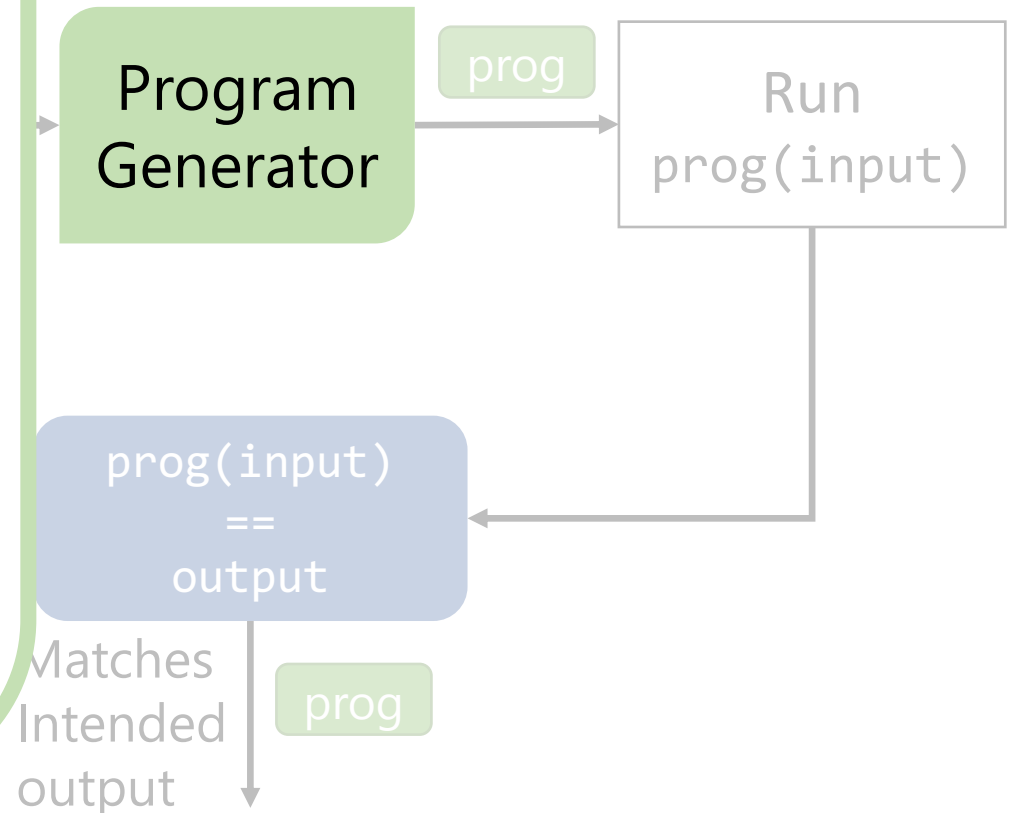 Program
Generator
prog
Run
prog(input)
prog(input)
==
output
Matches
Intended
output
prog